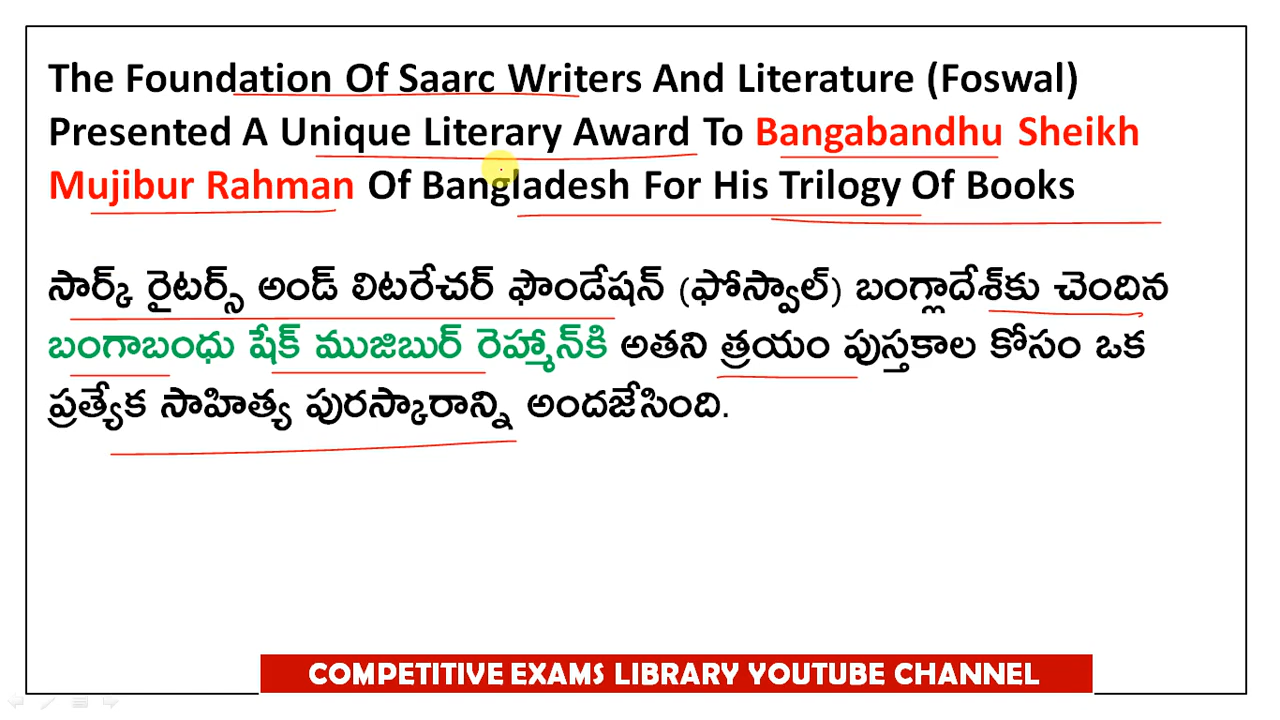 The Foundation Of Saarc Writers And Literature (Foswal)
Presented A Unique Literary Award To Bangabandhu Sheikh
Mujibur Rahman Of Bangladesh For His Trilogy Of Books
సార్క్ రైటర్స్ అండ్ లిటరేచర్ ఫౌండేషన్ (ఫోస్వాల్) బంగ్లాదేశ్‌కు చెందిన
బంగాబంధు షేక్ ముజిబుర్ రెహ్మాన్‌కి అతని త్రయం పుస్తకాల కోసం ఒక
ప్రత్యేక సాహిత్య పురస్కారాన్ని అందజేసింది.
COMPETITIVE EXAMS LIBRARY YOUTUBE CHANNEL